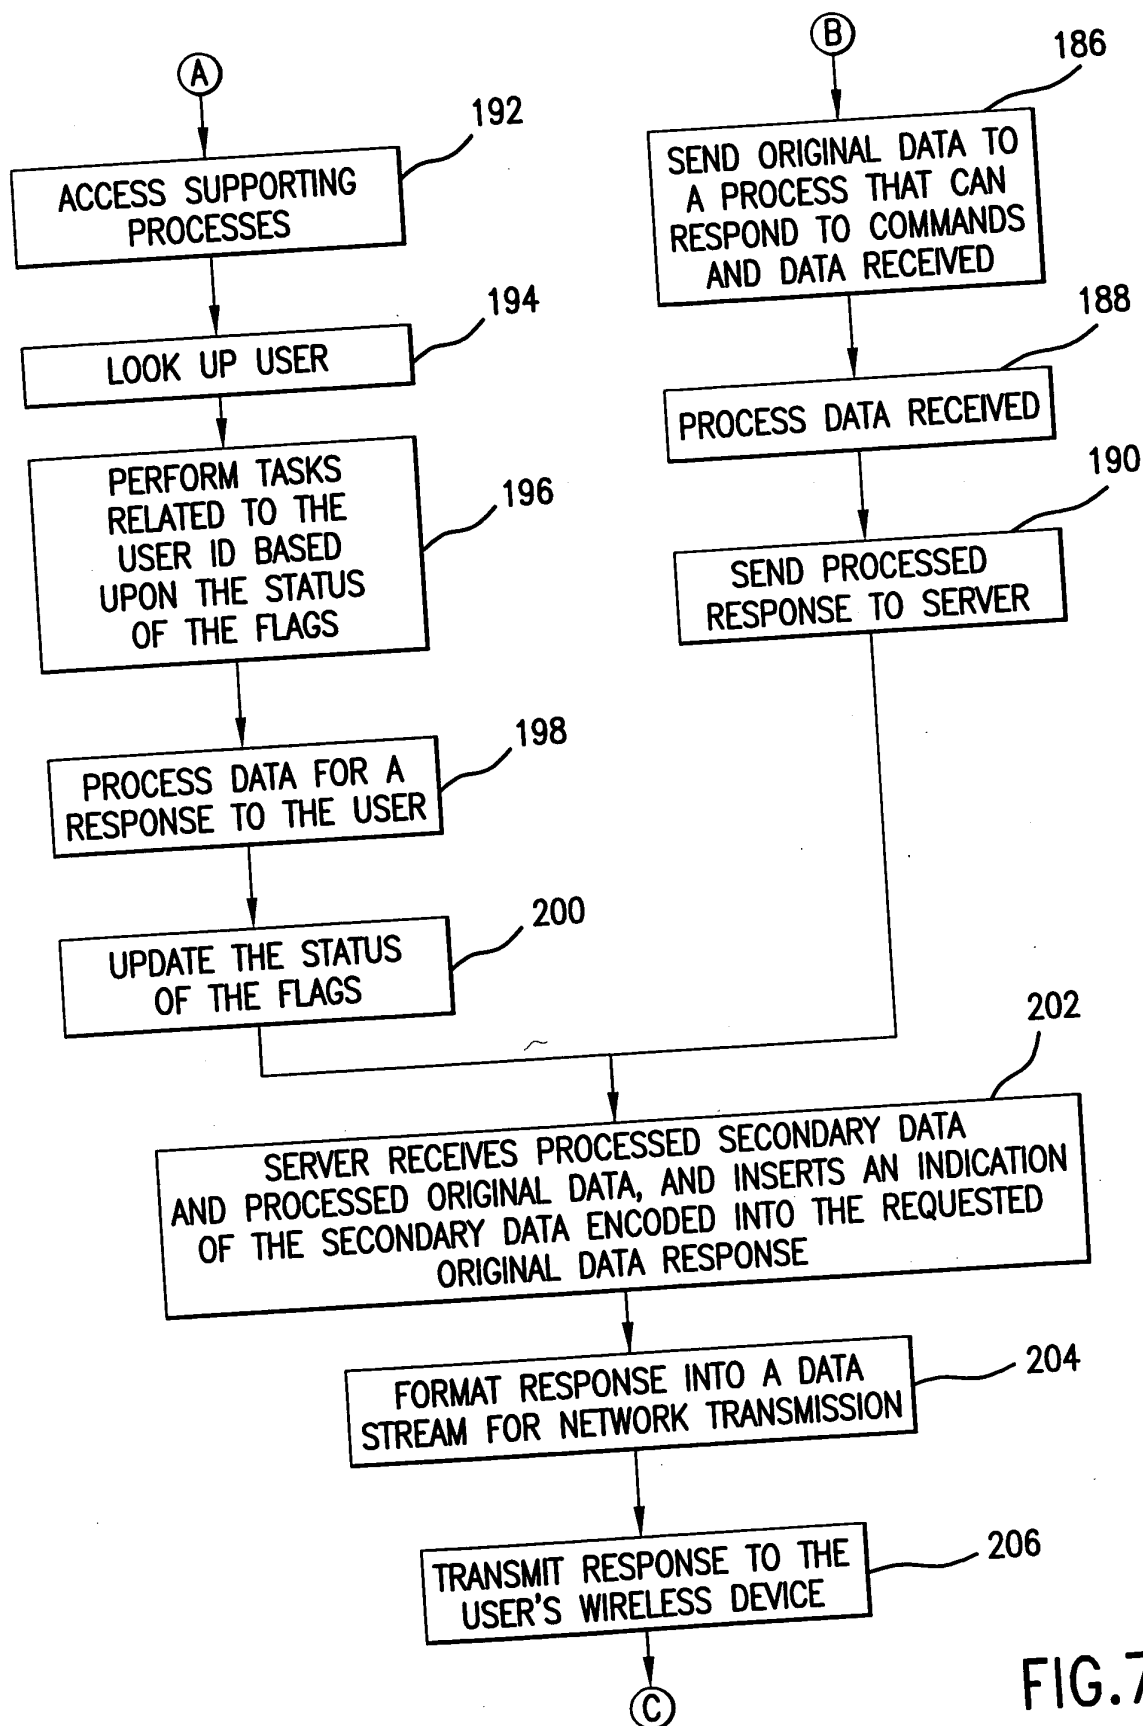 A
192
ACCESS SUPPORTING
PROCESSES
194
LOOK UP USER
PERFORM TASKS
RELATED TO THE
USER ID BASED
UPON THE STATUS
OF THE FLAGS
196
PROCESS DATA FOR A
RESPONSE TO THE USER
198
UPDATE THE STATUS
OF THE FLAGS
200
B
186
SEND ORIGINAL DATA TO
A PROCESS THAT CAN
RESPOND TO COMMANDS
AND DATA RECEIVED
188
PROCESS DATA RECEIVED
190
SEND PROCESSED
RESPONSE TO SERVER
202
SERVER RECEIVES PROCESSED SECONDARY DATA
AND PROCESSED ORIGINAL DATA, AND INSERTS AN INDICATION
OF THE SECONDARY DATA ENCODED INTO THE REQUESTED
ORIGINAL DATA RESPONSE
FORMAT RESPONSE INTO A DATA
STREAM FOR NETWORK TRANSMISSION
204
TRANSMIT RESPONSE TO THE
USER'S WIRELESS DEVICE
206
C
FIG.7